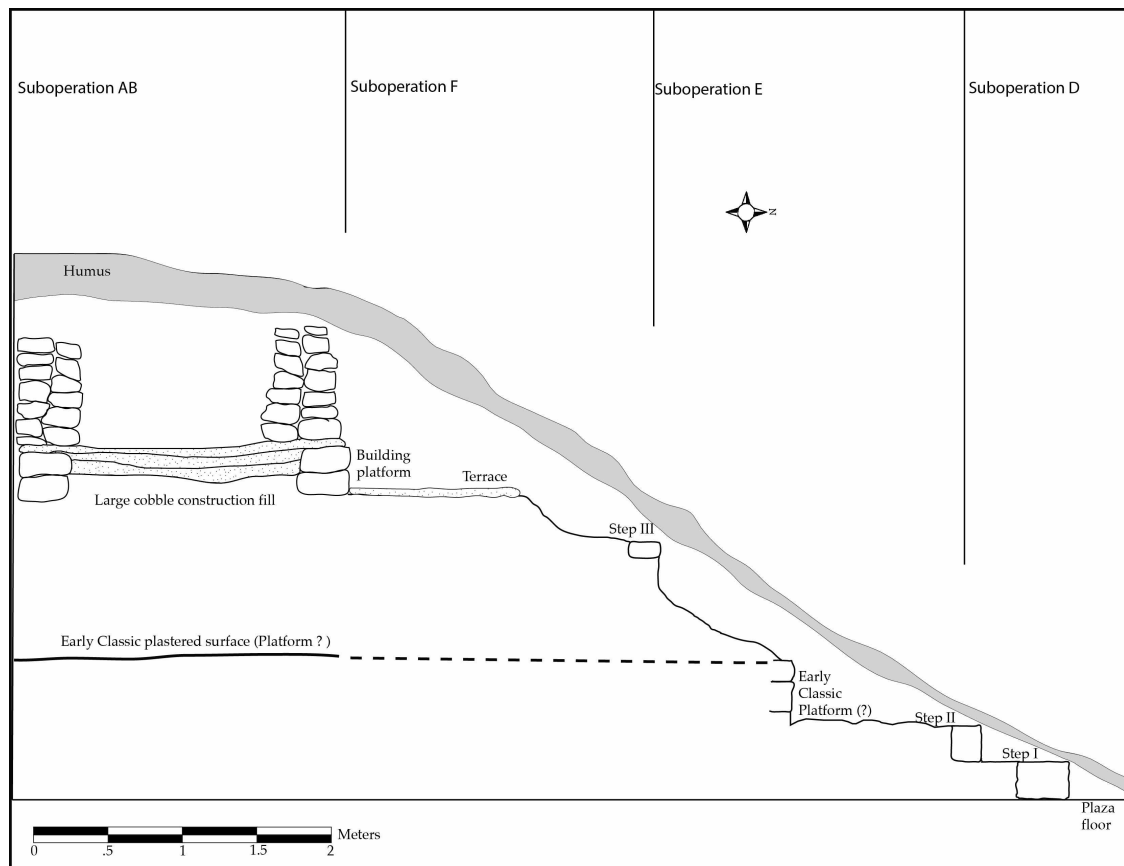 Suboperation AB
Suboperation F
Suboperation E
Suboperation D
N
Humus
Building
platform
Terrace
Large cobble construction fill
Step III
Early Classic plastered surface (Platform ? )
Early
Classic
Platform (?)
Step II
Step I
Plaza
floor
Meters
0 .5 1 1.5 2